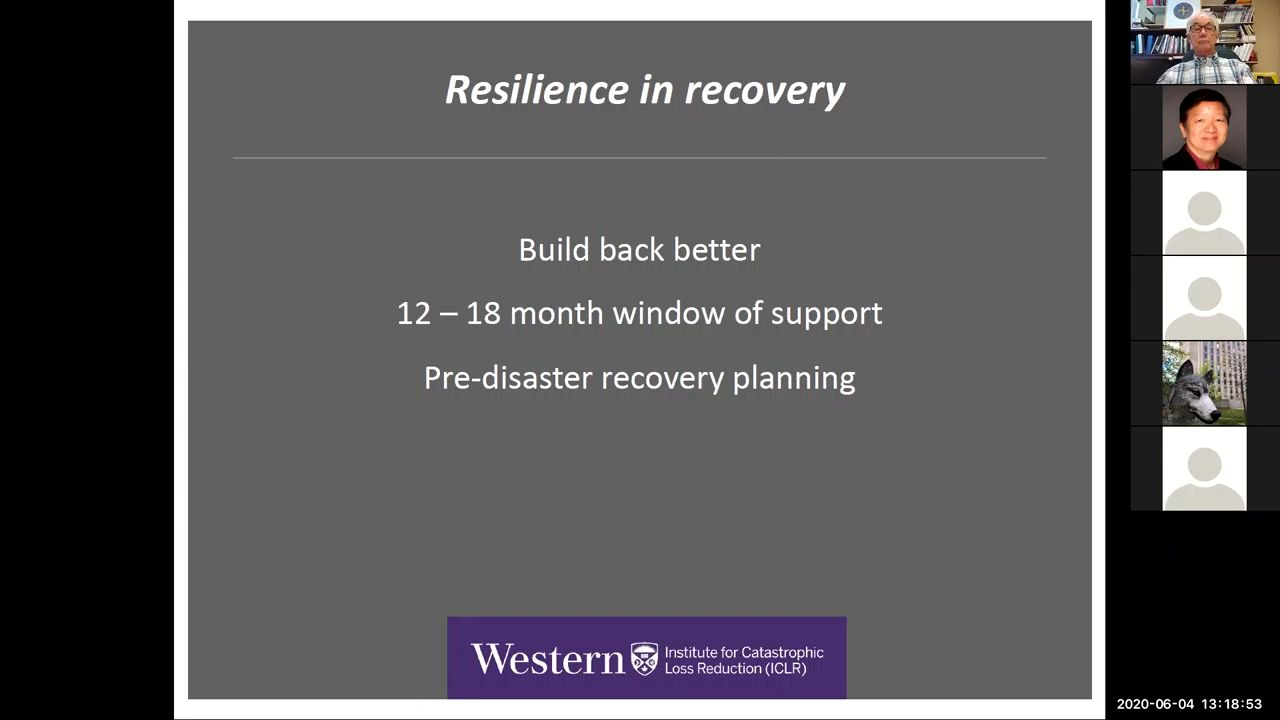 Resilience in recovery
Build back better
12 – 18 month window of support
Pre-disaster recovery planning
Western
Institute for Catastrophic
Loss Reduction (ICLR)
2020-06-04 13:18:53